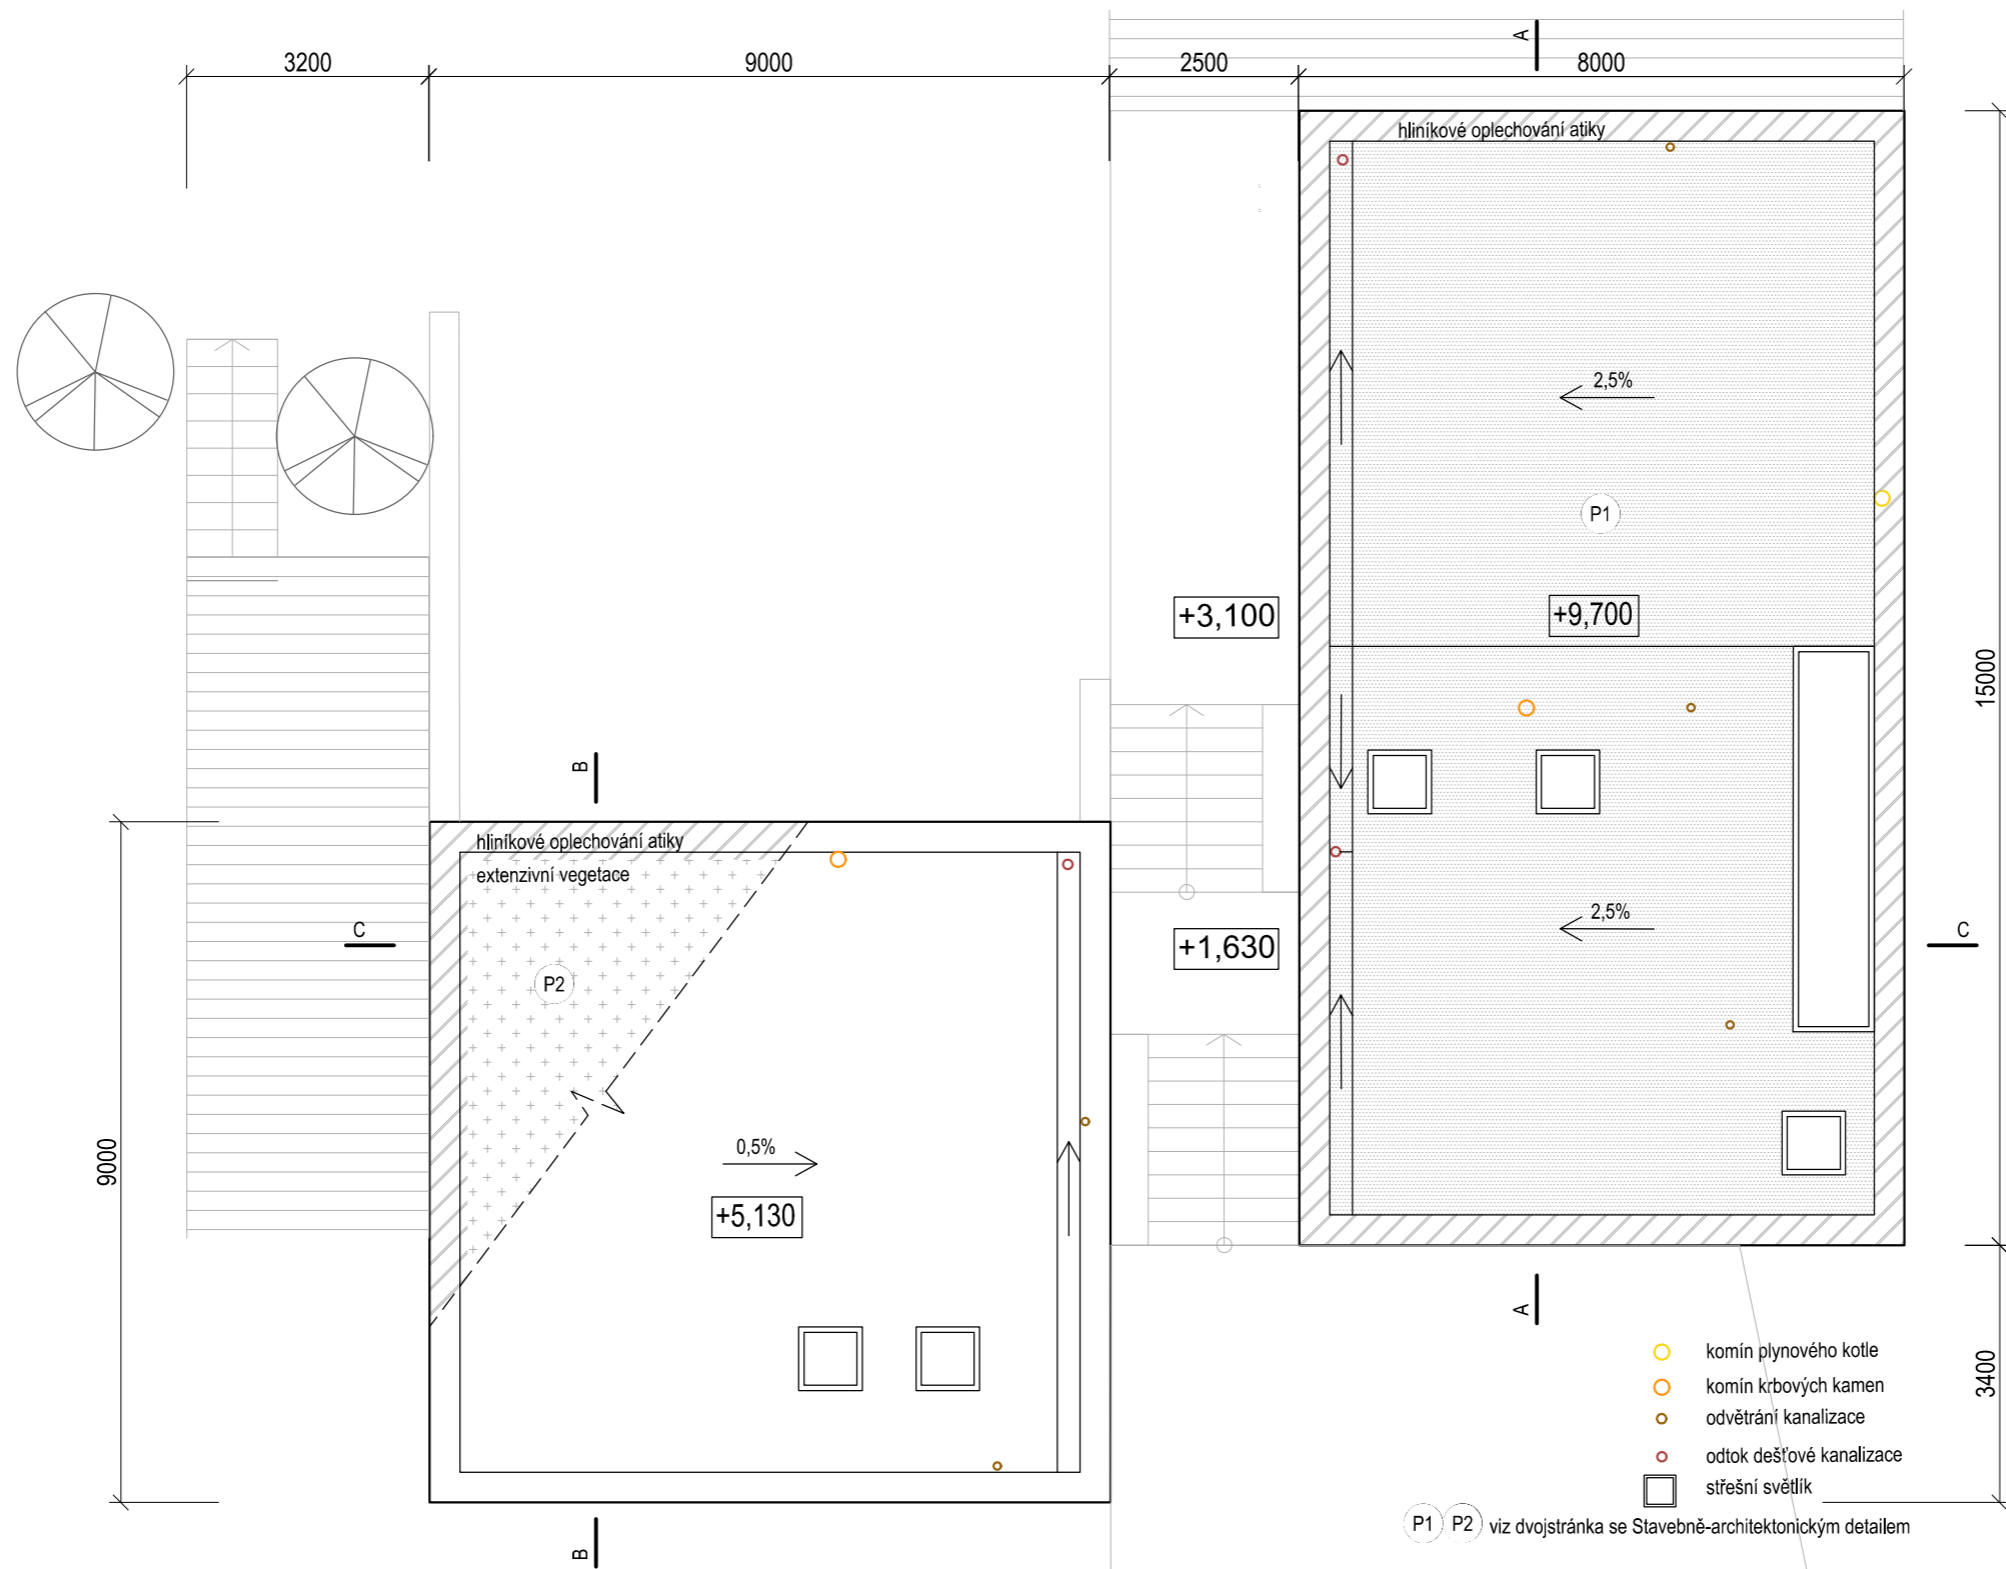 A
3200
9000
2500
8000
hliníkové oplechování atiky
2,5%
P1
+3,100
+9,700
15000
B
hliníkové oplechování atiky
extenzivní vegetace
C
2,5%
+1,630
C
P2
9000
0,5%
+5,130
A
komín plynového kotle
komín krbových kamen
3400
odvětrání kanalizace
odtok dešťové kanalizace
střešní světlík
P1 P2 viz dvojstránka se Stavebně-architektonickým detailem
B